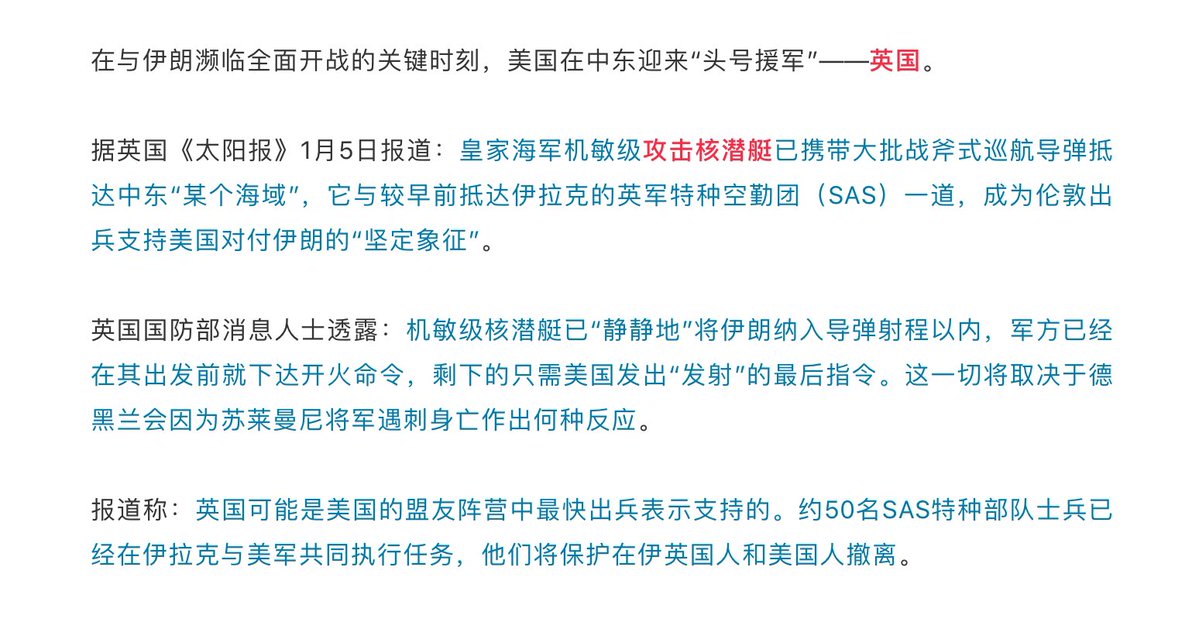 在与伊朗濒临全面开战的关键时刻，美国在中东迎来“头号援军”——英国。
据英国《太阳报》1月5日报道：皇家海军机敏级攻击核潜艇已携带大批战斧式巡航导弹抵
达中东“某个海域”，它与较早前抵达伊拉克的英军特种空勤团（SAS）一道，成为伦敦出
兵支持美国对付伊朗的“坚定象征”。
英国国防部消息人士透露：机敏级核潜艇已“静静地”将伊朗纳入导弹射程以内，军方已经
在其出发前就下达开火命令，剩下的只需美国发出“发射”的最后指令。这一切将取决于德
黑兰会因为苏莱曼尼将军遇刺身亡作出何种反应。
报道称：英国可能是美国的盟友阵营中最快出兵表示支持的。约50名SAS特种部队士兵已
经在伊拉克与美军共同执行任务，他们将保护在伊英国人和美国人撤离。